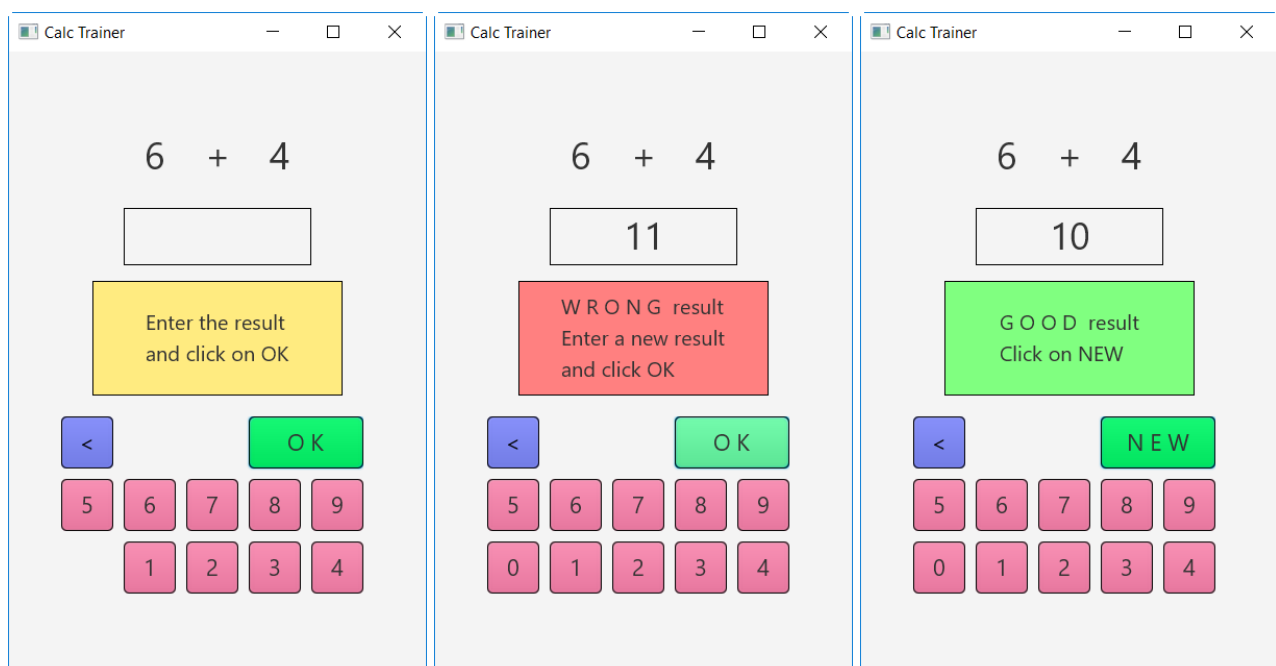 Calc Trainer
6 + 4
Enter the result
and click on OK
< O K
5 6 7 8 9
1 2 3 4
Calc Trainer
6 + 4
11
W R O N G result
Enter a new result
and click OK
< O K
5 6 7 8 9
0 1 2 3 4
Calc Trainer
6 + 4
10
G O O D result
Click on NEW
< N E W
5 6 7 8 9
0 1 2 3 4